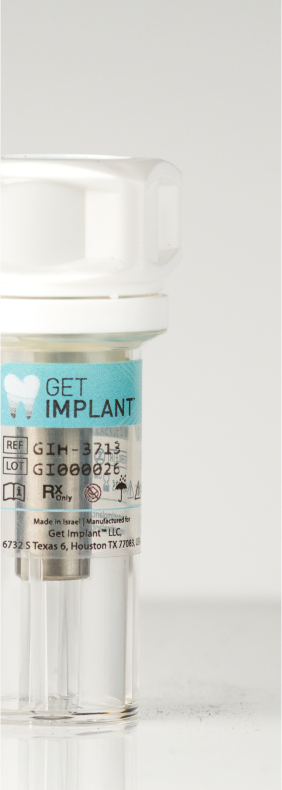 GET
IMPLANT
REF GIH-3713
LOT GI000026
Rx Only
Made in Israel | Manufactured for
Get Implant™ LLC,
6732 S Texas 6, Houston TX 77083,